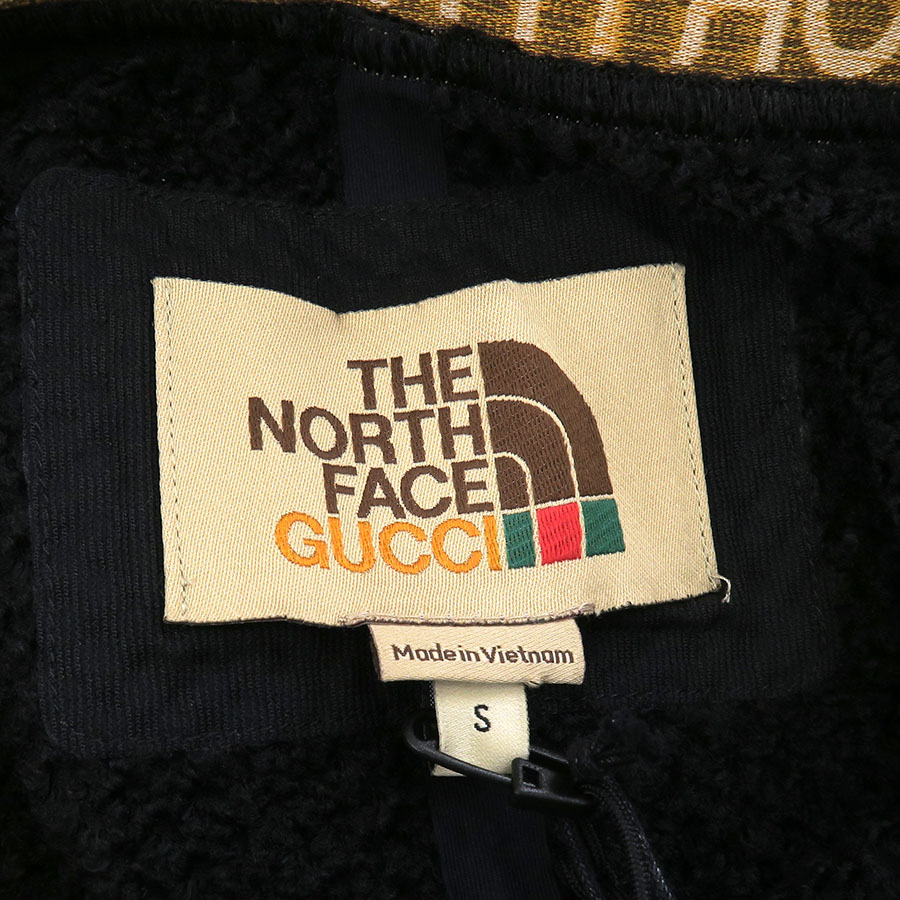 THE
NORTH
FACE
GUCCI
Made in Vietnam
S